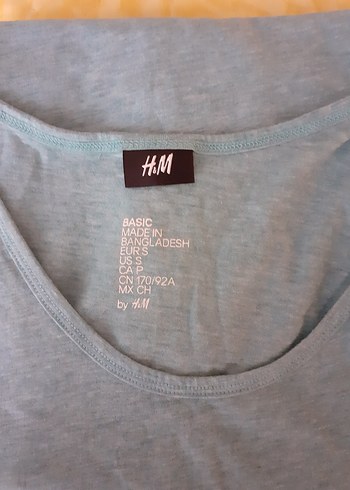 H&M
BASIC
MADE IN
BANGLADESH
EUR S
US S
CA P
CN 170/92A
MX CH
by H&M